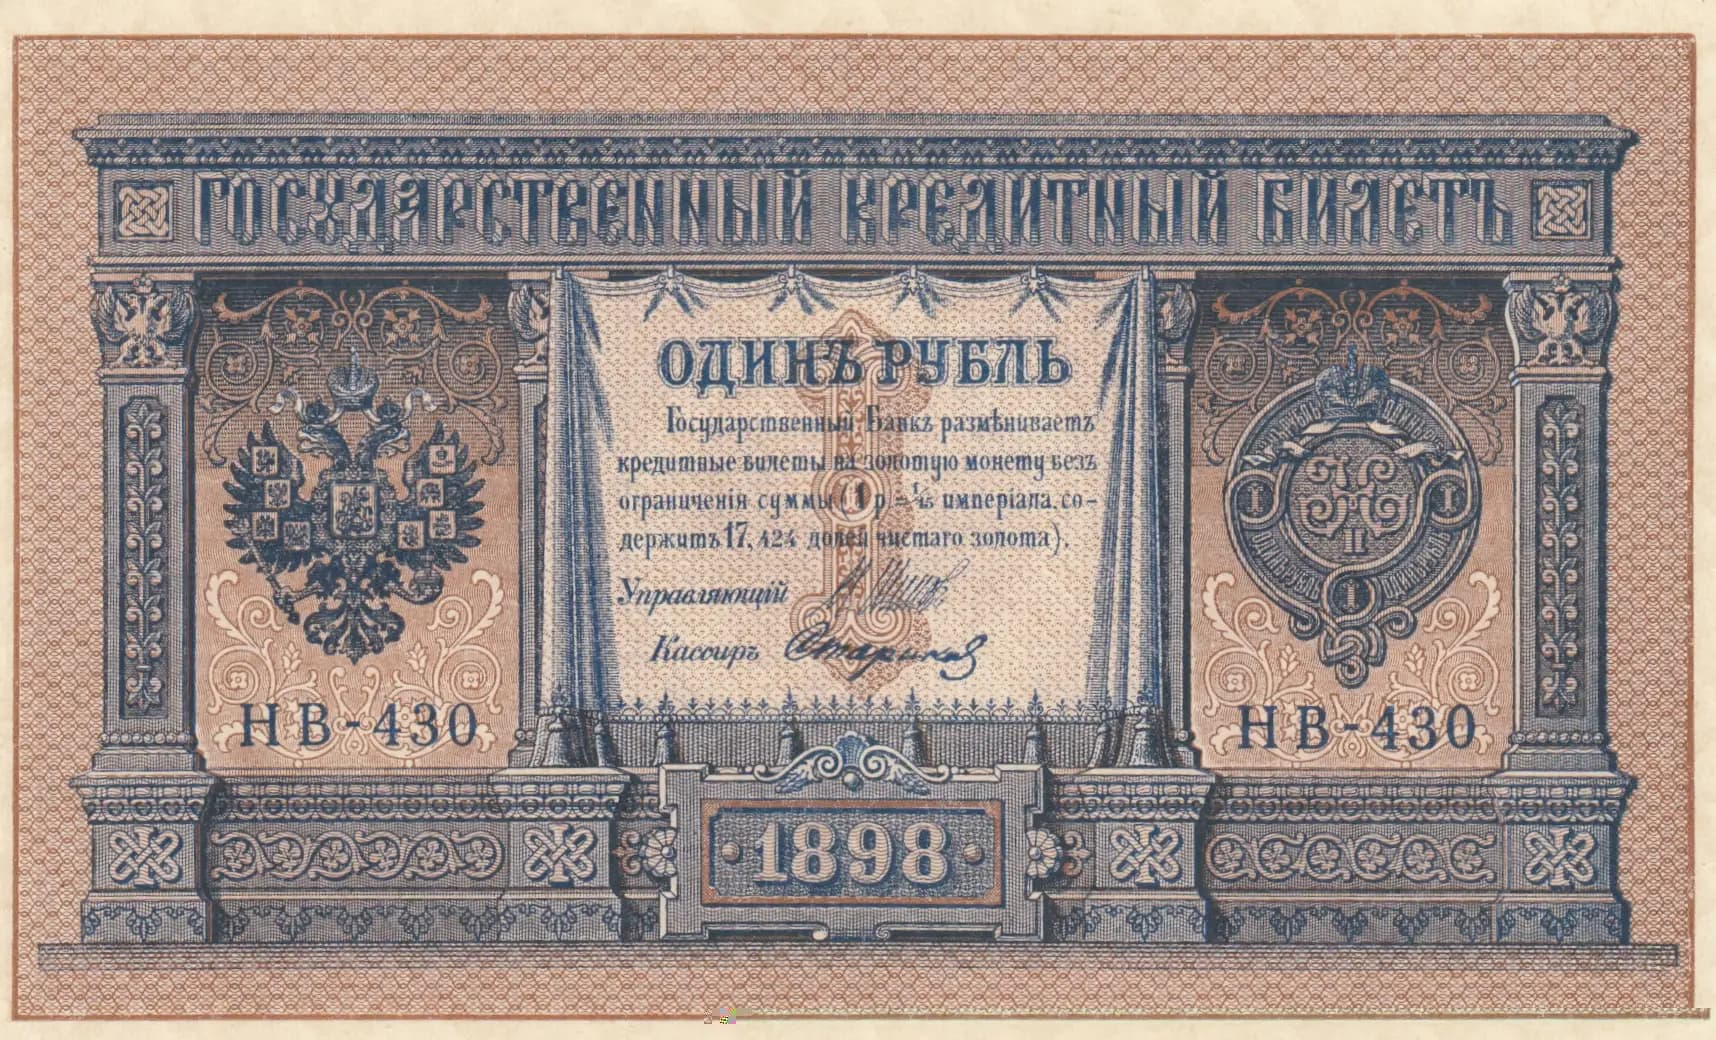 ГОСУДАРСТВЕННЫЙ КРЕДИТНЫЙ БИЛЕТЪ
ОДИНЪ РУБЛЬ
Государственный Банкъ размѣниваетъ
кредитные билеты на золотую монету безъ
ограниченія суммы (1 р = 1/15 имперіала, со-
держитъ 17,424 долей чистаго золота).
Управляющій
Кассиръ
I I
II
I
НВ-430 НВ-430
1898